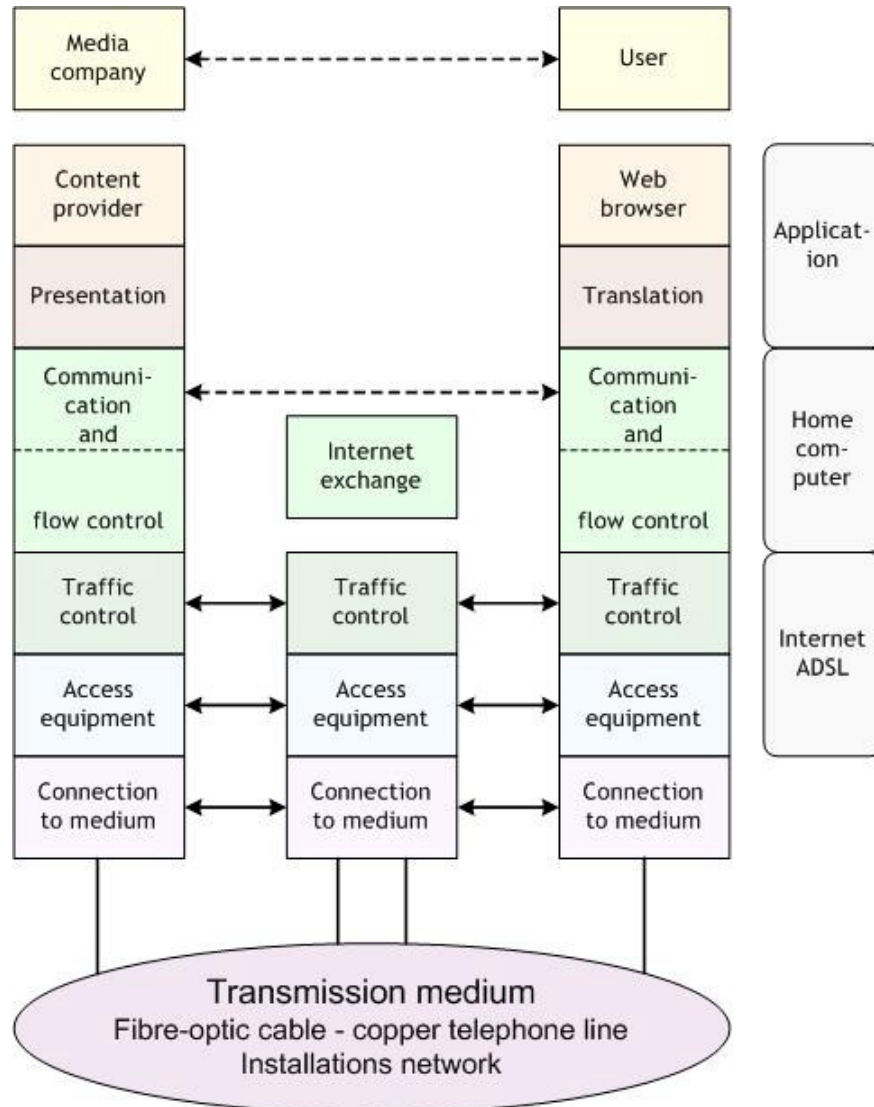 Media
company
User
Content
provider
Web
browser
Applicat-
ion
Presentation
Translation
Communi-
cation
and
flow control
Internet
exchange
Communi-
cation
and
flow control
Home
com-
puter
Traffic
control
Traffic
control
Traffic
control
Internet
ADSL
Access
equipment
Access
equipment
Access
equipment
Connection
to medium
Connection
to medium
Connection
to medium
Transmission medium
Fibre-optic cable - copper telephone line
Installations network